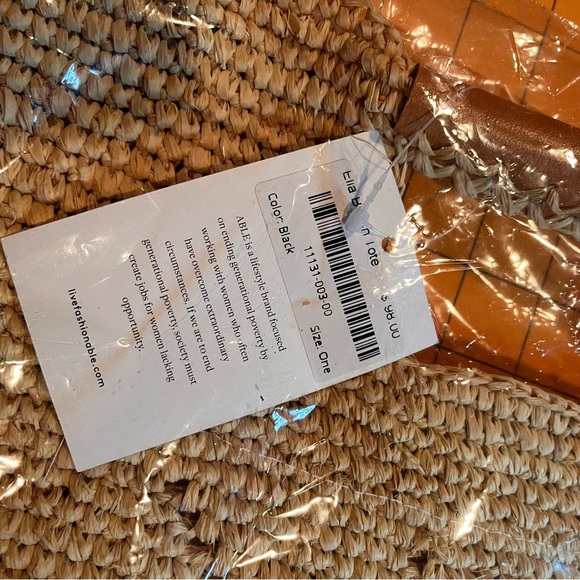 Tote
$ 98.00
11131-003-00
Color: Black
Size: One
ABLE is a lifestyle brand focused
on ending generational poverty by
working with women who often
have overcome extraordinary
circumstances. If we are to end
generational poverty, society must
create jobs for women lacking
opportunity.
livefashionable.com